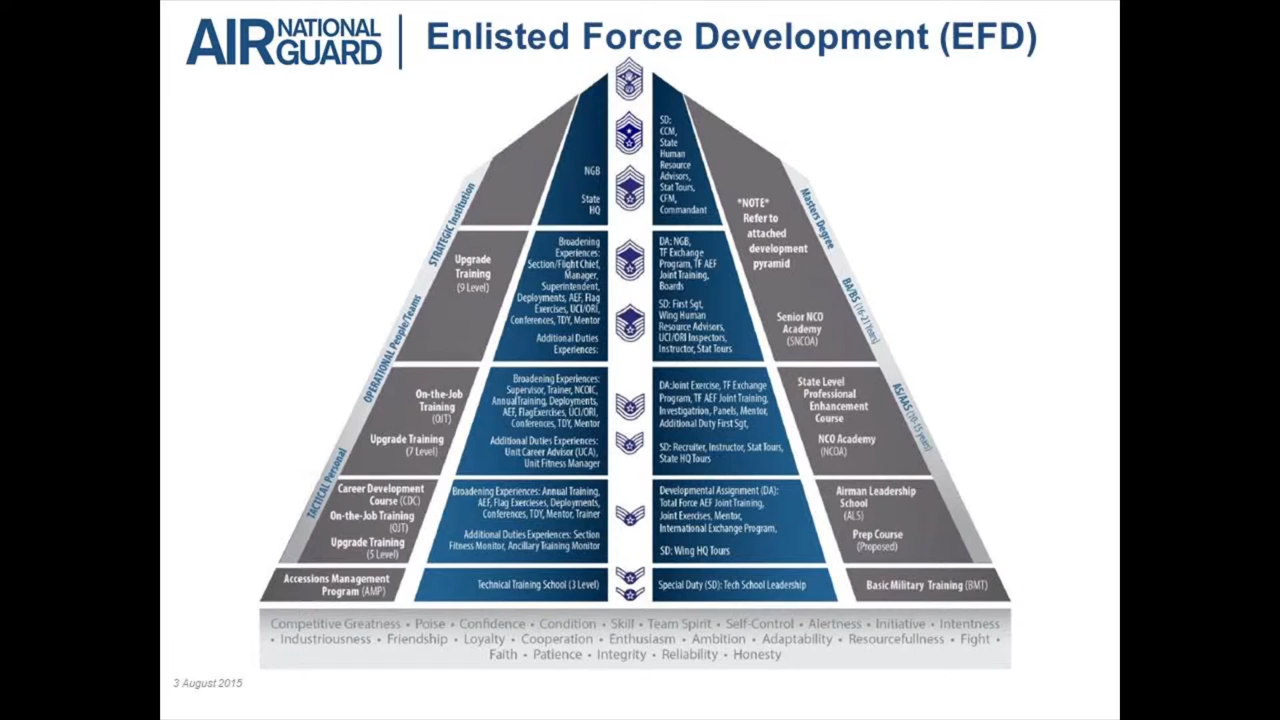 AIR NATIONAL GUARD
Enlisted Force Development (EFD)
STRATEGIC Institution
OPERATIONAL People/Teams
TACTICAL Personal
Upgrade
Training
(9 Level)
On-the-Job
Training
(OJT)
Upgrade Training
(7 Level)
Career Development
Course (CDC)
On-the-Job Training
(OJT)
Upgrade Training
(5 Level)
Accessions Management
Program (AMP)
NGB
State
HQ
Broadening
Experiences:
Section/Flight Chief,
Manager,
Superintendent,
Deployments, AEF, Flag
Exercises, UCI/ORI,
Conferences, TDY, Mentor
Additional Duties
Experiences:
Broadening Experiences:
Supervisor, Trainer, NCOIC,
AnnualTraining, Deployments,
AEF, FlagExercises, UCI/ORI,
Conferences, TDY, Mentor
Additional Duties Experiences:
Unit Career Advisor (UCA),
Unit Fitness Manager
Broadening Experiences: Annual Training,
AEF, Flag Exercieses, Deployments,
Conferences, TDY, Mentor, Trainer
Additional Duties Experiences: Section
Fitness Monitor, Ancillary Training Monitor
Technical Training School (3 Level)
SD:
CCM,
State
Human
Resource
Advisors,
Stat Tours,
CFM,
Commandant
DA: NGB,
TF Exchange
Program, TF AEF
Joint Training,
Boards
SD: First Sgt,
Wing Human
Resource Advisors,
UCI/ORI Inspectors,
Instructor, Stat Tours
DA:Joint Exercise, TF Exchange
Program, TF AEF Joint Training,
Investigatrion, Panels, Mentor,
Additional Duty First Sgt,
SD: Recruiter, Instructor, Stat Tours,
State HQ Tours
Developmental Assignment (DA):
Total Force AEF Joint Training,
Joint Exercises, Mentor,
International Exchange Program,
SD: Wing HQ Tours
Special Duty (SD): Tech School Leadership
*NOTE*
Refer to
attached
development
pyramid
Senior NCO
Academy
(SNCOA)
State Level
Professional
Enhancement
Course
NCO Academy
(NCOA)
Airman Leadership
School
(ALS)
Prep Course
(Proposed)
Basic Military Training (BMT)
Masters Degree
BA/BS (16-21 Years)
AS/AAS (10-15 years)
Competitive Greatness • Poise • Confidence • Condition • Skill • Team Spirit • Self-Control • Alertness • Initiative • Intentness
• Industriousness • Friendship • Loyalty • Cooperation • Enthusiasm • Ambition • Adaptability • Resourcefullness • Fight •
Faith • Patience • Integrity • Reliability • Honesty
3 August 2015